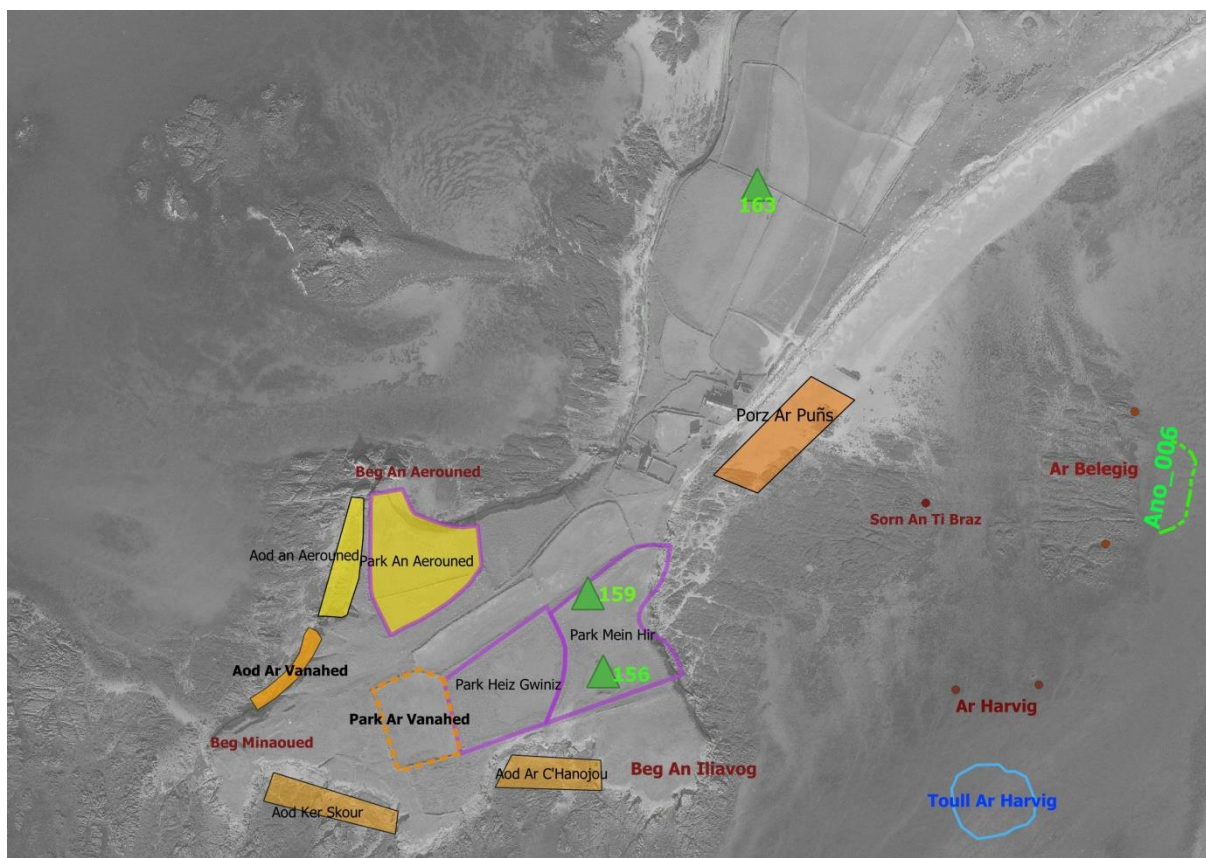 163
Porz Ar Puñs
Ano_006
Ar Belegig
Beg An Aerouned
Sorn An Ti Braz
Aod an Aerouned
Park An Aerouned
159
Park Mein Hir
Aod Ar Vanahed
156
Park Heiz Gwiniz
Ar Harvig
Park Ar Vanahed
Beg Minaoued
Beg An Iliavog
Aod Ar C'Hanojou
Toull Ar Harvig
Aod Ker Skour